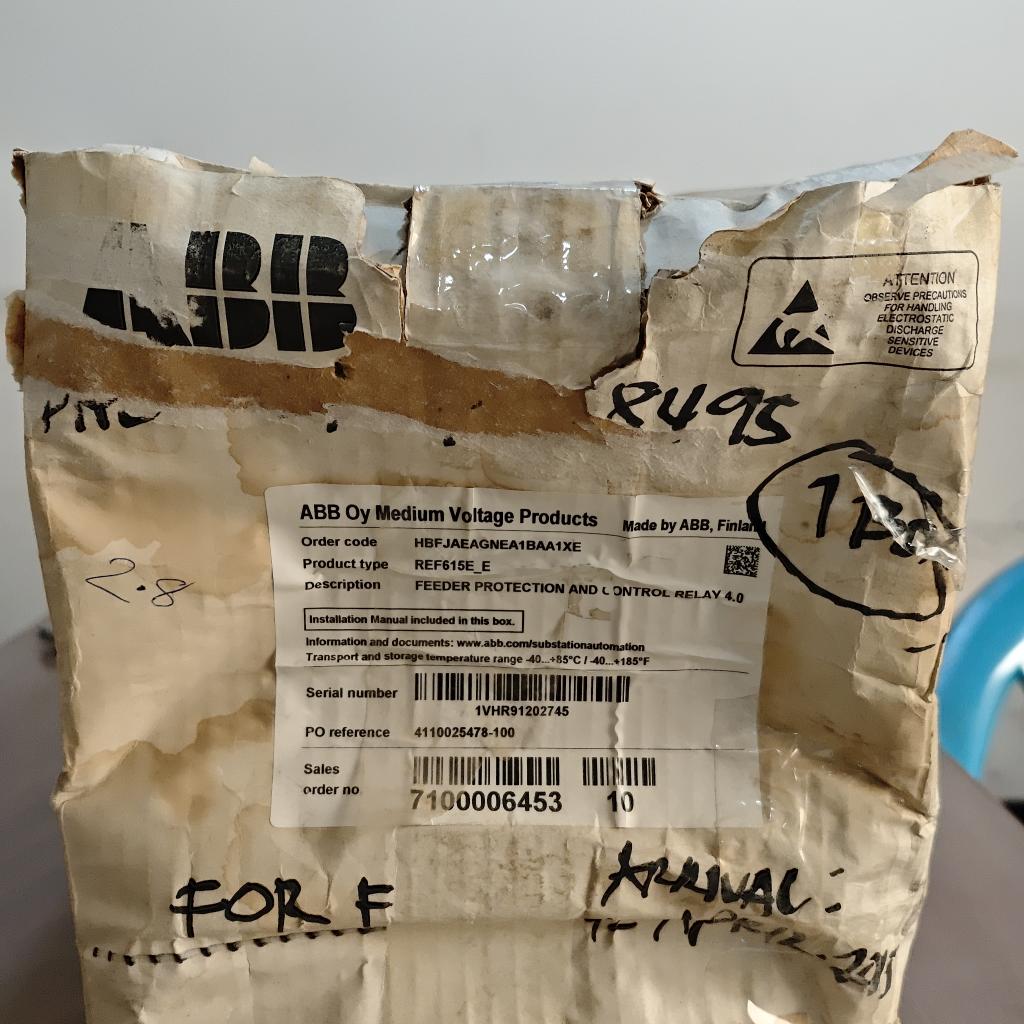 ABB
ATTENTION
OBSERVE PRECAUTIONS
FOR HANDLING
ELECTROSTATIC
DISCHARGE
SENSITIVE
DEVICES
8495
ABB Oy Medium Voltage Products Made by ABB, Finland
Order code HBFJAEAGNEA1BAA1XE
Product type REF615E_E
Description FEEDER PROTECTION AND CONTROL RELAY 4.0
2.8
Installation Manual included in this box.
Information and documents: www.abb.com/substationautomation
Transport and storage temperature range -40...+85°C / -40...+185°F
Serial number
1VHR91202745
PO reference 4110025478-100
Sales
order no 7100006453 10
FOR F
ARRIVAL:
APRIL 2015